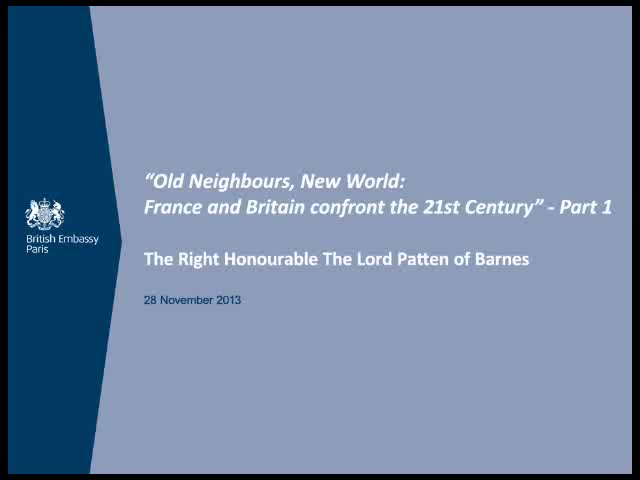 “Old Neighbours, New World:
France and Britain confront the 21st Century” - Part 1
British Embassy
Paris
The Right Honourable The Lord Patten of Barnes
28 November 2013